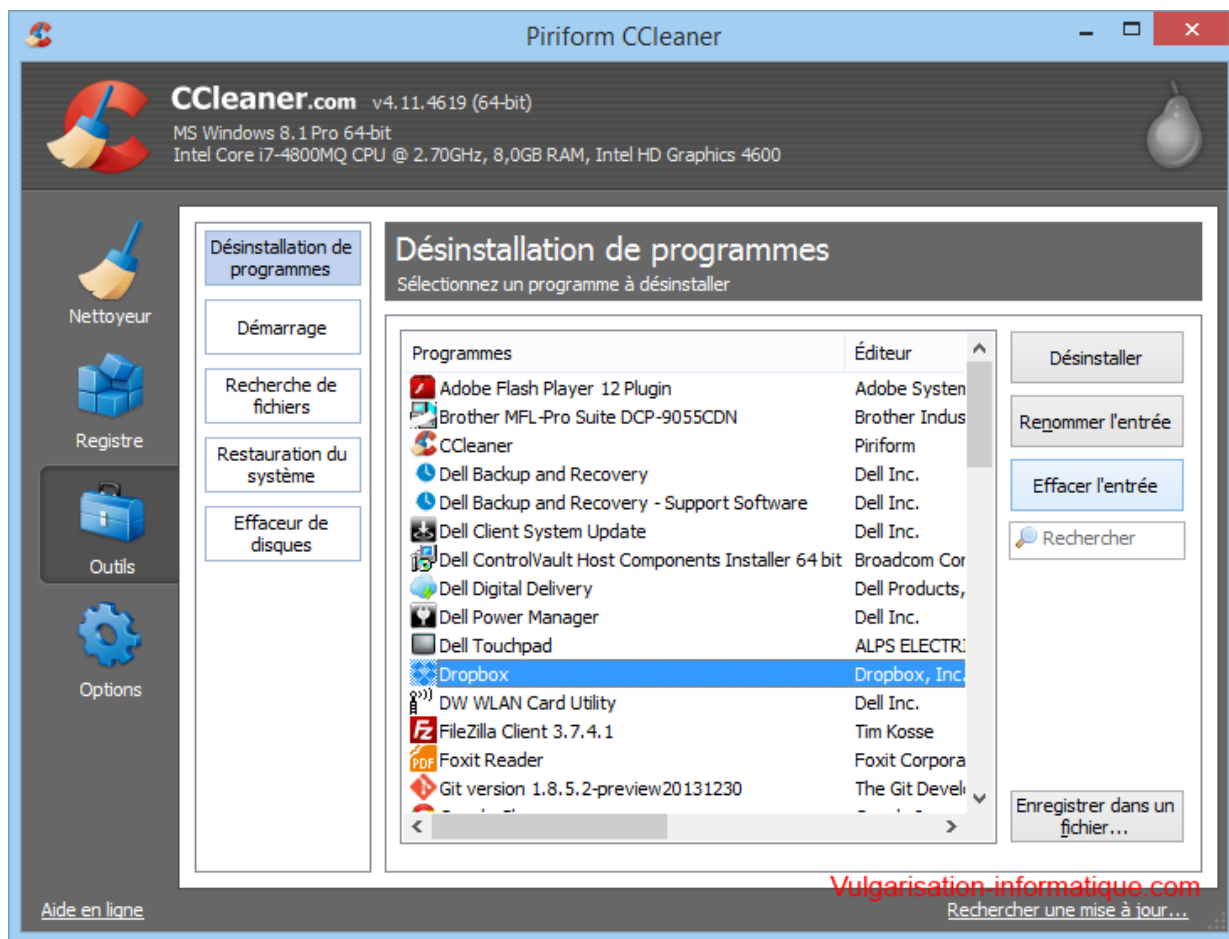 Piriform CCleaner
CCleaner.com v4.11.4619 (64-bit)
MS Windows 8.1 Pro 64-bit
Intel Core i7-4800MQ CPU @ 2.70GHz, 8,0GB RAM, Intel HD Graphics 4600
Nettoyeur
Registre
Outils
Options
Désinstallation de
programmes
Démarrage
Recherche de
fichiers
Restauration du
système
Effaceur de
disques
Désinstallation de programmes
Sélectionnez un programme à désinstaller
Programmes Éditeur
Adobe Flash Player 12 Plugin Adobe System
Brother MFL-Pro Suite DCP-9055CDN Brother Indus
CCleaner Piriform
Dell Backup and Recovery Dell Inc.
Dell Backup and Recovery - Support Software Dell Inc.
Dell Client System Update Dell Inc.
Dell ControlVault Host Components Installer 64 bit Broadcom Cor
Dell Digital Delivery Dell Products,
Dell Power Manager Dell Inc.
Dell Touchpad ALPS ELECTR
Dropbox Dropbox, Inc.
DW WLAN Card Utility Dell Inc.
FileZilla Client 3.7.4.1 Tim Kosse
Foxit Reader Foxit Corpora
Git version 1.8.5.2-preview20131230 The Git Devel
Désinstaller
Renommer l'entrée
Effacer l'entrée
Rechercher
Enregistrer dans un
fichier...
Vulgarisation-informatique.com
Aide en ligne
Rechercher une mise à jour...